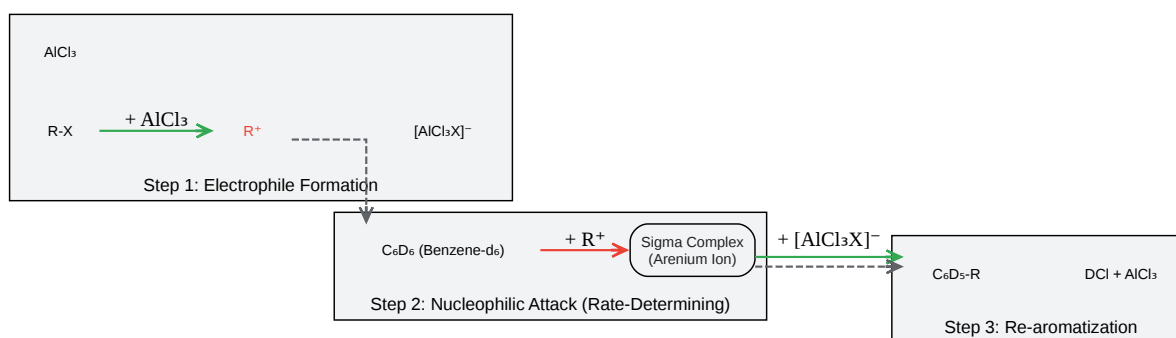 AlCl₃
R-X
+ AlCl₃
R⁺
[AlCl₃X]⁻
Step 1: Electrophile Formation
C₆D₆ (Benzene-d₆)
+ R⁺
Sigma Complex
(Arenium Ion)
Step 2: Nucleophilic Attack (Rate-Determining)
+ [AlCl₃X]⁻
C₆D₅-R
DCl + AlCl₃
Step 3: Re-aromatization